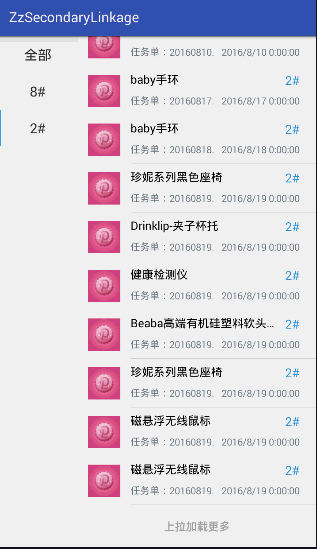 ZzSecondaryLinkage
全部
8#
2#
任务单：20160810. 2016/8/10 0:00:00
baby手环 2#
任务单：20160817. 2016/8/17 0:00:00
baby手环 2#
任务单：20160818. 2016/8/18 0:00:00
珍妮系列黑色座椅 2#
任务单：20160819. 2016/8/19 0:00:00
Drinklip-夹子杯托 2#
任务单：20160819. 2016/8/19 0:00:00
健康检测仪 2#
任务单：20160819. 2016/8/19 0:00:00
Beaba高端有机硅塑料软头... 2#
任务单：20160819. 2016/8/19 0:00:00
珍妮系列黑色座椅 2#
任务单：20160819. 2016/8/19 0:00:00
磁悬浮无线鼠标 2#
任务单：20160819. 2016/8/19 0:00:00
磁悬浮无线鼠标 2#
任务单：20160819. 2016/8/19 0:00:00
上拉加载更多